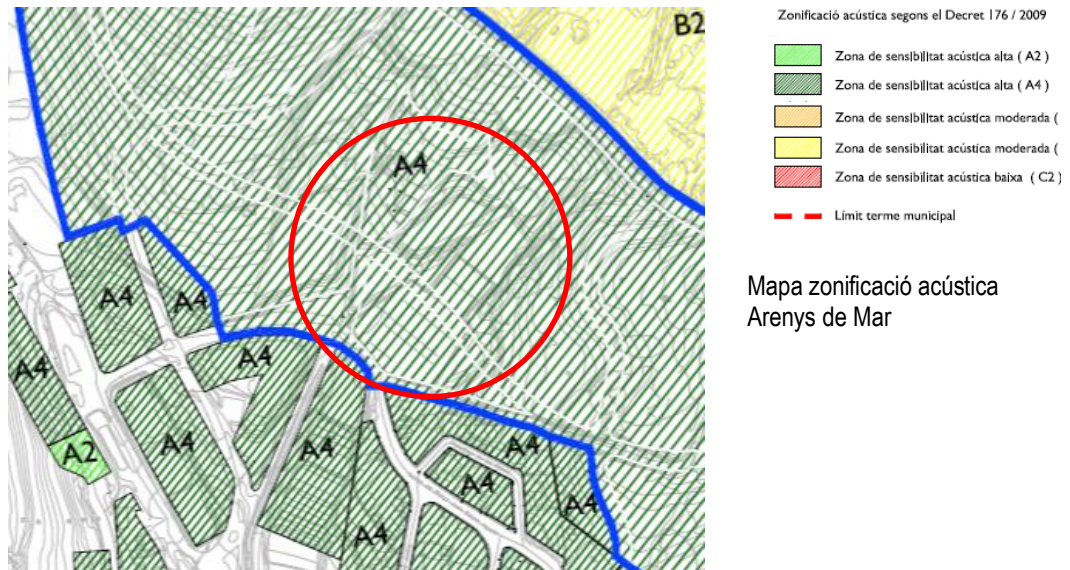 B2
A4
A4
A4
A4
A4
A4
A4
A4
A2
A4
A4
A4
Zonificació acústica segons el Decret 176 / 2009
Zona de sensibilitat acústica alta ( A2 )
Zona de sensibilitat acústica alta ( A4 )
Zona de sensibilitat acústica moderada (
Zona de sensibilitat acústica moderada (
Zona de sensibilitat acústica baixa ( C2 )
Límit terme municipal
Mapa zonificació acústica
Arenys de Mar